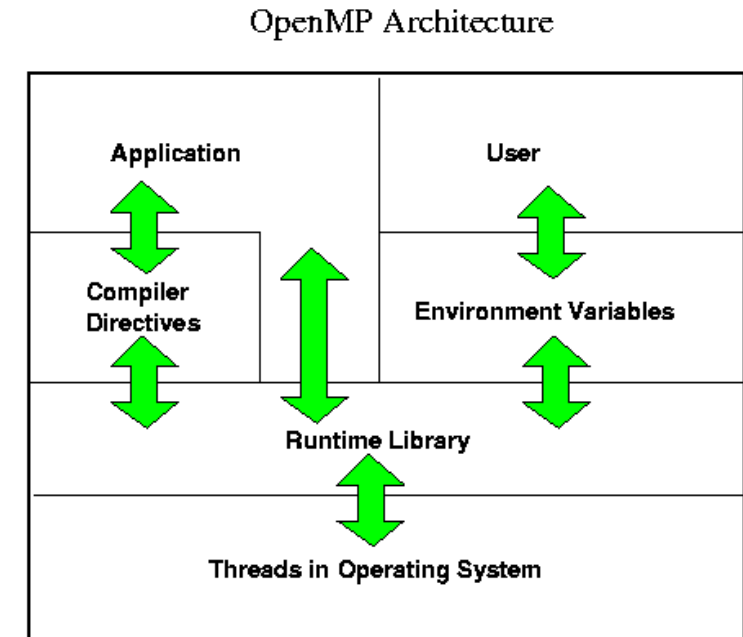 OpenMP Architecture
Application
User
Compiler
Directives
Environment Variables
Runtime Library
Threads in Operating System